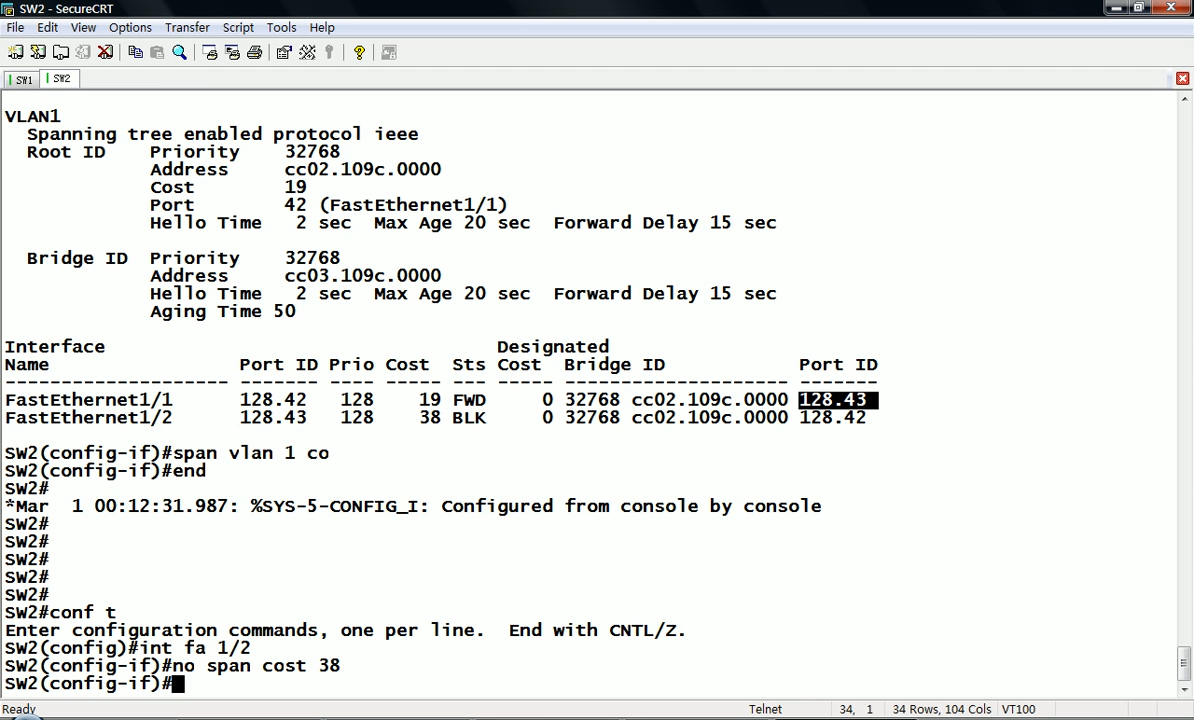 SW2 - SecureCRT
File Edit View Options Transfer Script Tools Help
SW1 SW2
VLAN1
  Spanning tree enabled protocol ieee
  Root ID    Priority    32768
             Address     cc02.109c.0000
             Cost        19
             Port        42 (FastEthernet1/1)
             Hello Time   2 sec  Max Age 20 sec  Forward Delay 15 sec
  Bridge ID  Priority    32768
             Address     cc03.109c.0000
             Hello Time   2 sec  Max Age 20 sec  Forward Delay 15 sec
             Aging Time 50
Interface                                   Designated
Name                 Port ID Prio Cost  Sts Cost  Bridge ID            Port ID
-------------------- ------- ---- ----- --- ----- -------------------- -------
FastEthernet1/1      128.42   128    19 FWD     0 32768 cc02.109c.0000 128.43
FastEthernet1/2      128.43   128    38 BLK     0 32768 cc02.109c.0000 128.42
SW2(config-if)#span vlan 1 co
SW2(config-if)#end
SW2#
*Mar  1 00:12:31.987: %SYS-5-CONFIG_I: Configured from console by console
SW2#
SW2#
SW2#
SW2#
SW2#
SW2#conf t
Enter configuration commands, one per line.  End with CNTL/Z.
SW2(config)#int fa 1/2
SW2(config-if)#no span cost 38
SW2(config-if)#
Ready Telnet 34, 1 34 Rows, 104 Cols VT100